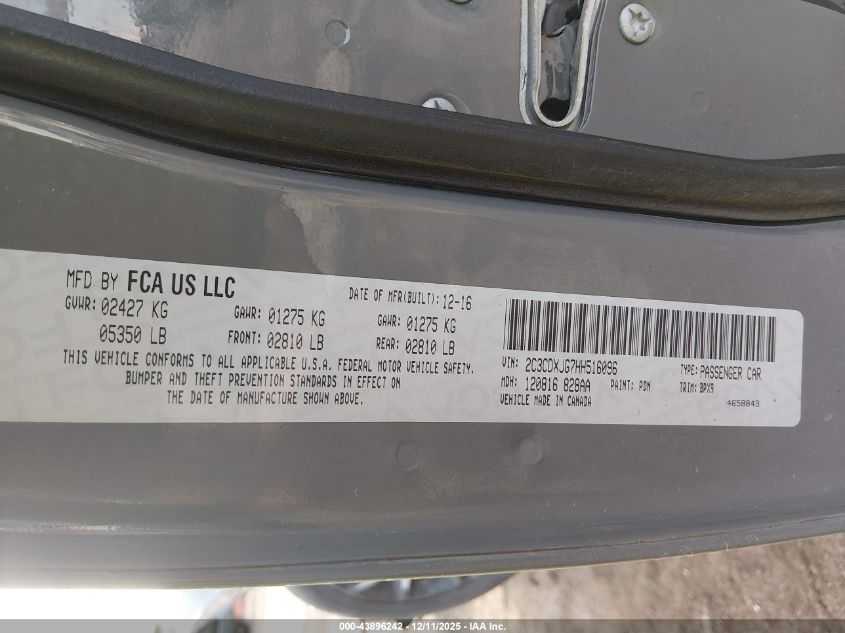 MFD BY FCA US LLC
DATE OF MFR(BUILT): 12-16
GVWR: 02427 KG
GAWR: 01275 KG
GAWR: 01275 KG
05350 LB
FRONT: 02810 LB
REAR: 02810 LB
THIS VEHICLE CONFORMS TO ALL APPLICABLE U.S.A. FEDERAL MOTOR VEHICLE SAFETY,
BUMPER AND THEFT PREVENTION STANDARDS IN EFFECT ON
THE DATE OF MANUFACTURE SHOWN ABOVE.
VIN: 2C3CDXJG7HH516096
TYPE: PASSENGER CAR
MDH: 120816 828AA
PAINT: PDN
TRIM: BPX9
VEHICLE MADE IN CANADA
4658843
000-43896242 - 12/11/2025 - IAA Inc.